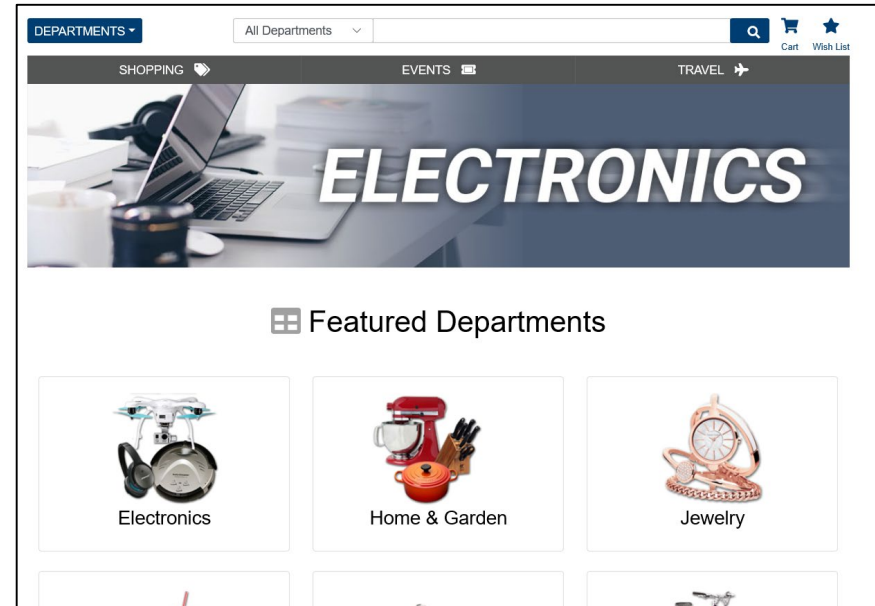 DEPARTMENTS
All Departments
Cart
Wish List
SHOPPING
EVENTS
TRAVEL
ELECTRONICS
Featured Departments
Electronics
Home & Garden
Jewelry